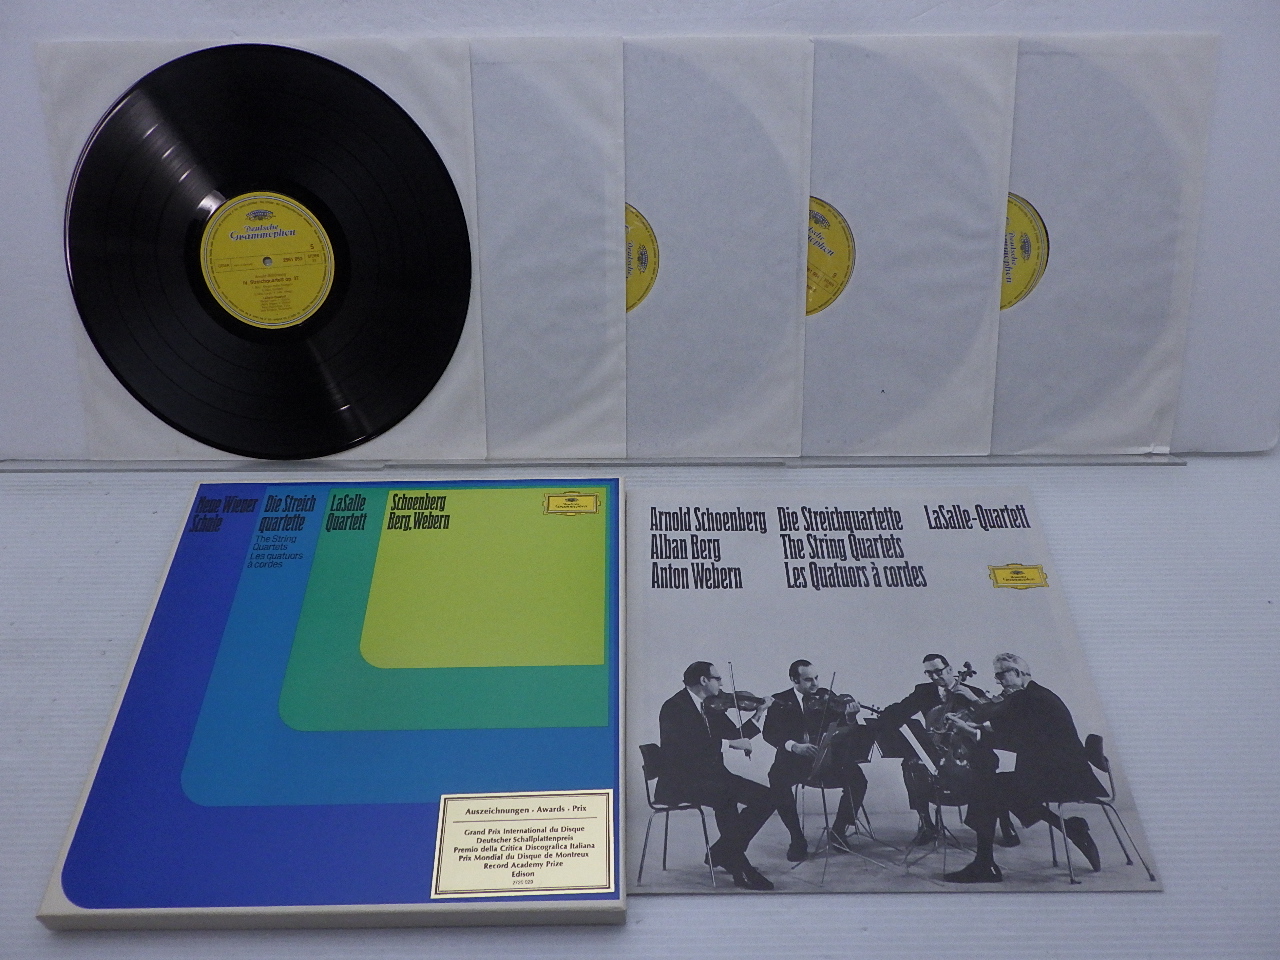 Deutsche
Grammophon
5
Neue Wiener
Schule
Die Streich
quartette
The String
Quartets
Les quatuors
à cordes
LaSalle
Quartett
Schoenberg
Berg, Webern
Auszeichnungen · Awards · Prix
Grand Prix International du Disque
Deutscher Schallplattenpreis
Premio della Critica Discografica Italiana
Prix Mondial du Disque de Montreux
Record Academy Prize
Edison
Arnold Schoenberg
Alban Berg
Anton Webern
Die Streichquartette
The String Quartets
Les Quatuors à cordes
LaSalle-Quartett
Deutsche
Grammophon